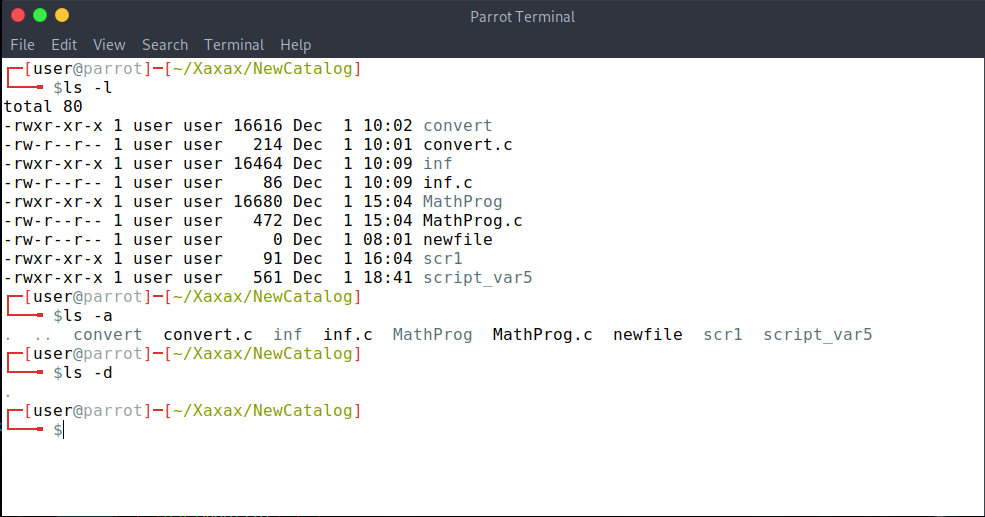 Parrot Terminal
File Edit View Search Terminal Help
┌─[user@parrot]─[~/Xaxax/NewCatalog]
└──╼ $ls -l
total 80
-rwxr-xr-x 1 user user 16616 Dec  1 10:02 convert
-rw-r--r-- 1 user user   214 Dec  1 10:01 convert.c
-rwxr-xr-x 1 user user 16464 Dec  1 10:09 inf
-rw-r--r-- 1 user user    86 Dec  1 10:09 inf.c
-rwxr-xr-x 1 user user 16680 Dec  1 15:04 MathProg
-rw-r--r-- 1 user user   472 Dec  1 15:04 MathProg.c
-rw-r--r-- 1 user user     0 Dec  1 08:01 newfile
-rwxr-xr-x 1 user user    91 Dec  1 16:04 scr1
-rwxr-xr-x 1 user user   561 Dec  1 18:41 script_var5
┌─[user@parrot]─[~/Xaxax/NewCatalog]
└──╼ $ls -a
.  ..  convert  convert.c  inf  inf.c  MathProg  MathProg.c  newfile  scr1  script_var5
┌─[user@parrot]─[~/Xaxax/NewCatalog]
└──╼ $ls -d
.
┌─[user@parrot]─[~/Xaxax/NewCatalog]
└──╼ $